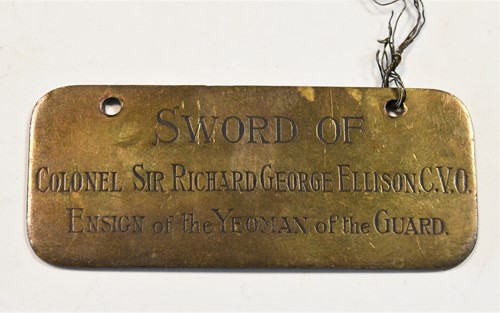 SWORD OF
COLONEL SIR RICHARD GEORGE ELLISON, C.V.O.
ENSIGN of the YEOMAN of the GUARD.